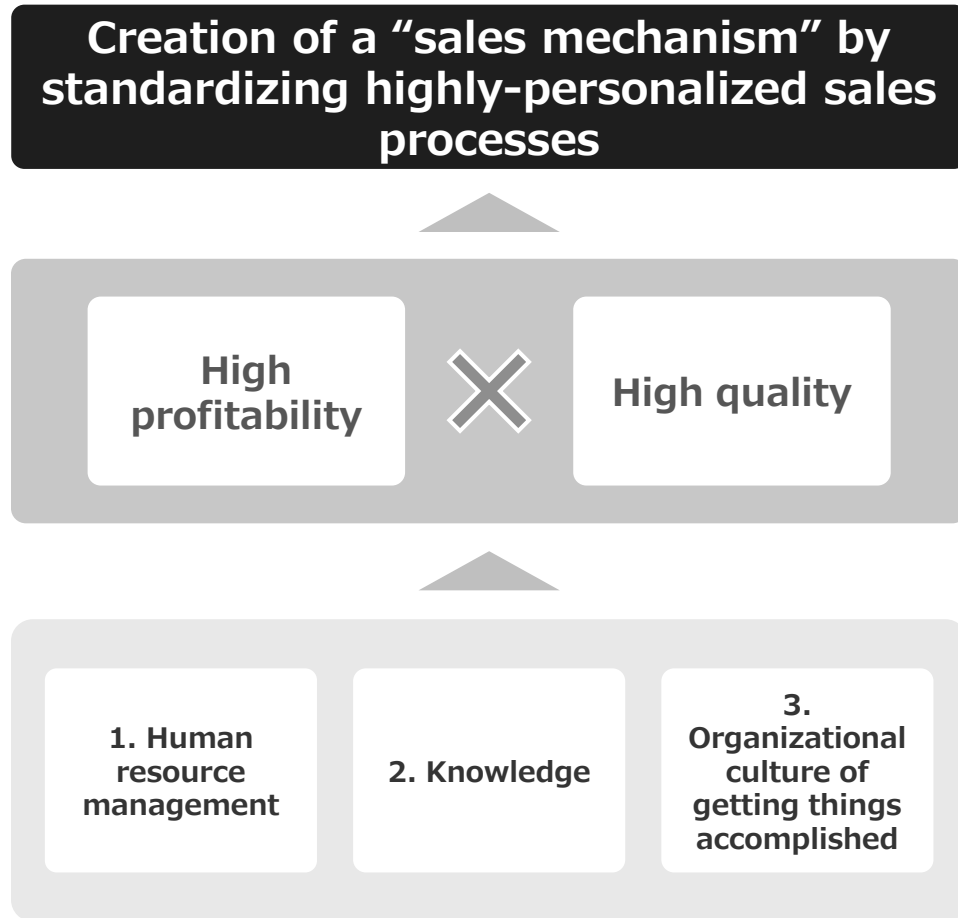 Creation of a “sales mechanism” by
standardizing highly-personalized sales
processes
High
profitability
High quality
1. Human
resource
management
2. Knowledge
3.
Organizational
culture of
getting things
accomplished